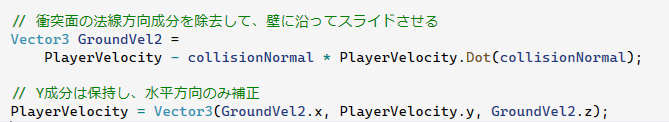 // 衝突面の法線方向成分を除去して、壁に沿ってスライドさせる
Vector3 GroundVel2 =
PlayerVelocity - collisionNormal * PlayerVelocity.Dot(collisionNormal);
// Y成分は保持し、水平方向のみ補正
PlayerVelocity = Vector3(GroundVel2.x, PlayerVelocity.y, GroundVel2.z);